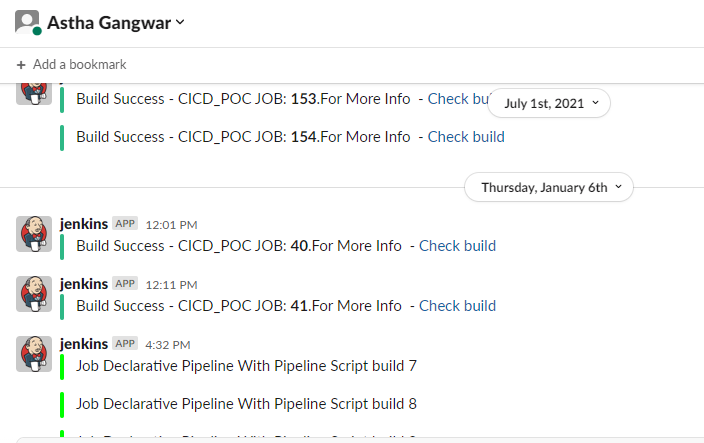 Astha Gangwar
+ Add a bookmark
Build Success - CICD_POC JOB: 153.For More Info - Check bu
July 1st, 2021
Build Success - CICD_POC JOB: 154.For More Info - Check build
Thursday, January 6th
jenkins APP 12:01 PM
Build Success - CICD_POC JOB: 40.For More Info - Check build
jenkins APP 12:11 PM
Build Success - CICD_POC JOB: 41.For More Info - Check build
jenkins APP 4:32 PM
Job Declarative Pipeline With Pipeline Script build 7
Job Declarative Pipeline With Pipeline Script build 8